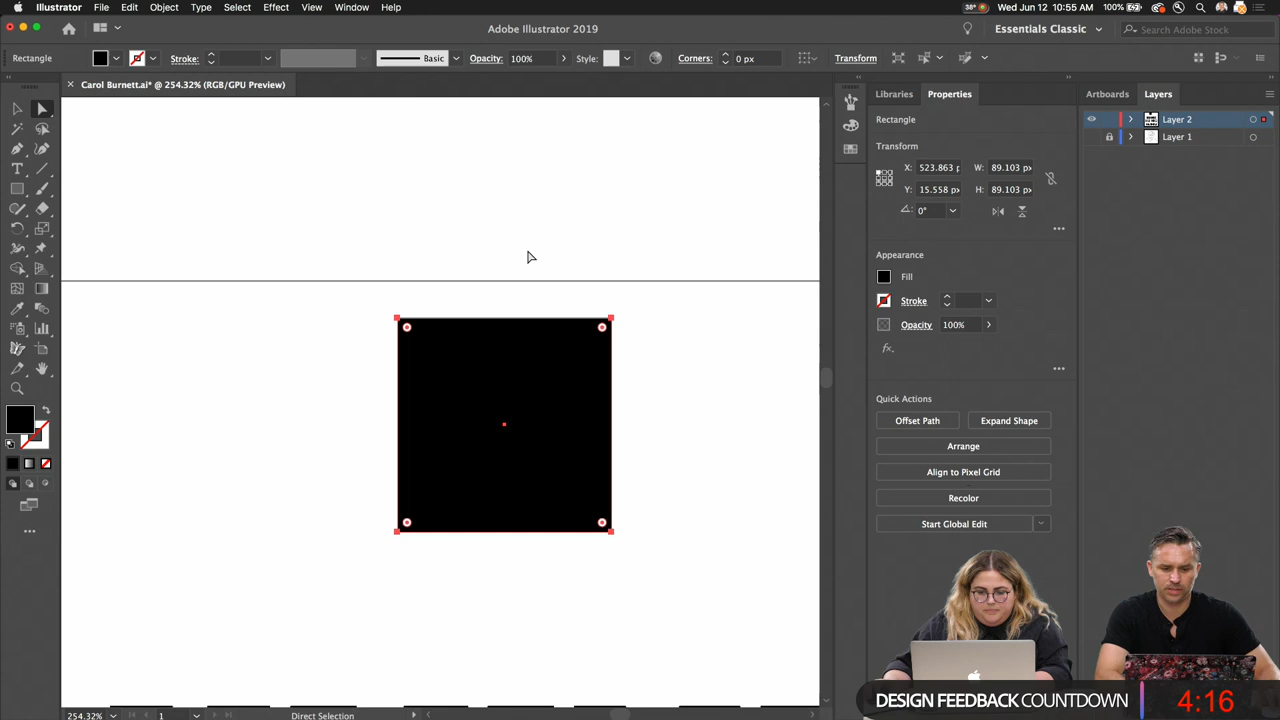 Illustrator File Edit Object Type Select Effect View Window Help
38° 100% Wed Jun 12 10:55 AM
Adobe Illustrator 2019
Essentials Classic
Search Adobe Stock
Rectangle Stroke: Basic Opacity: 100% Style: Corners: 0 px Transform
Carol Burnett.ai* @ 254.32% (RGB/GPU Preview)
Libraries Properties
Artboards Layers
Rectangle
Layer 2
Layer 1
Transform
X: 523.863 W: 89.103 px
Y: 15.558 px H: 89.103 px
0°
Appearance
Fill
Stroke
Opacity 100%
fx.
Quick Actions
Offset Path Expand Shape
Arrange
Align to Pixel Grid
Recolor
Start Global Edit
DESIGN FEEDBACK COUNTDOWN 4:16
254.32% 1 Direct Selection